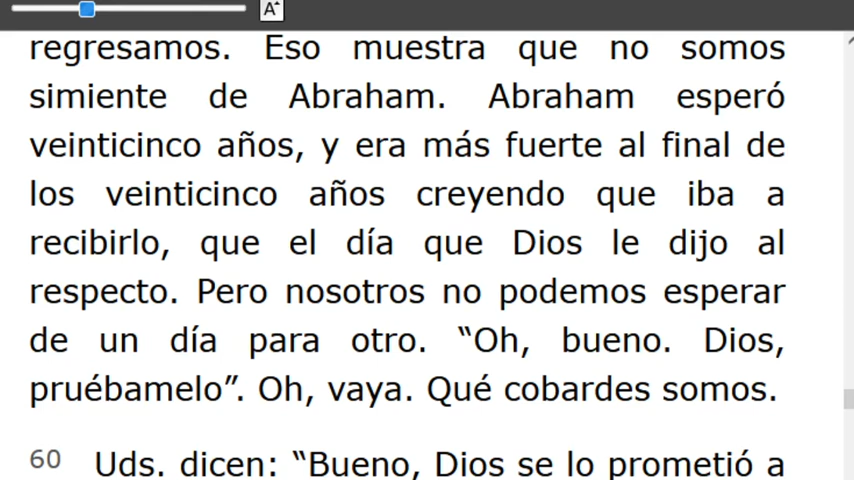 A
regresamos. Eso muestra que no somos
simiente de Abraham. Abraham esperó
veinticinco años, y era más fuerte al final de
los veinticinco años creyendo que iba a
recibirlo, que el día que Dios le dijo al
respecto. Pero nosotros no podemos esperar
de un día para otro. “Oh, bueno. Dios,
pruébamelo”. Oh, vaya. Qué cobardes somos.
60 Uds. dicen: “Bueno, Dios se lo prometió a